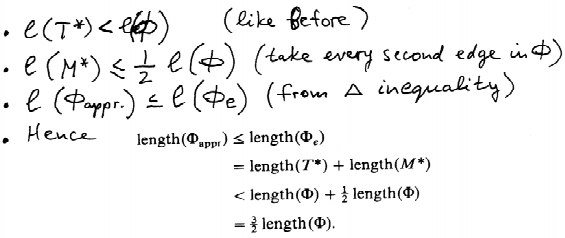 • ℓ(T*) < ℓ(Φ) (like before)
• ℓ(M*) ≤ 1/2 ℓ(Φ) (take every second edge in Φ)
• ℓ(Φappr.) ≤ ℓ(Φe) (from Δ inequality)
• Hence length(Φappr) ≤ length(Φe)
= length(T*) + length(M*)
< length(Φ) + 1/2 length(Φ)
= 3/2 length(Φ).